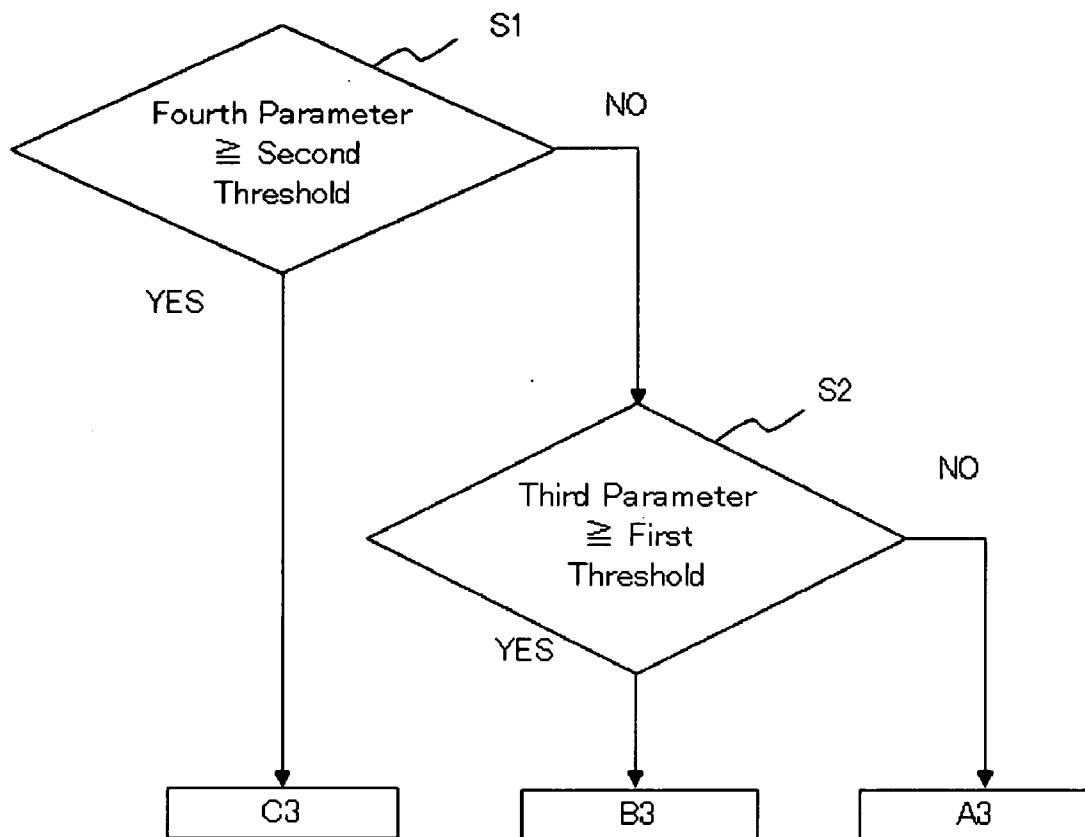 S1
Fourth Parameter
≧ Second
Threshold
NO
YES
S2
Third Parameter
≧ First
Threshold
NO
YES
C3
B3
A3